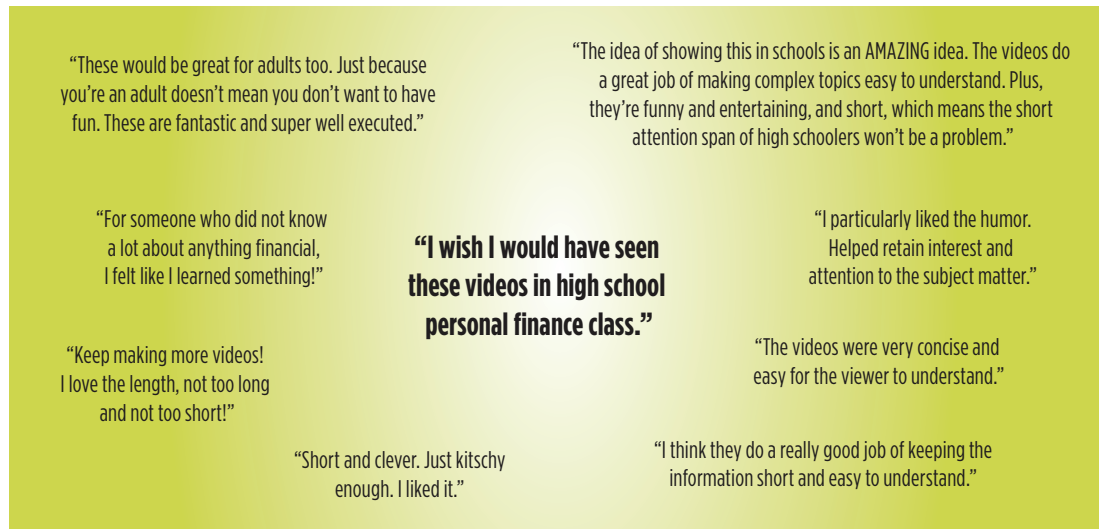 “These would be great for adults too. Just because
you’re an adult doesn’t mean you don’t want to have
fun. These are fantastic and super well executed.”
“The idea of showing this in schools is an AMAZING idea. The videos do
a great job of making complex topics easy to understand. Plus,
they’re funny and entertaining, and short, which means the short
attention span of high schoolers won’t be a problem.”
“For someone who did not know
a lot about anything financial,
I felt like I learned something!”
“I wish I would have seen
these videos in high school
personal finance class.”
“I particularly liked the humor.
Helped retain interest and
attention to the subject matter.”
“Keep making more videos!
I love the length, not too long
and not too short!”
“The videos were very concise and
easy for the viewer to understand.”
“Short and clever. Just kitschy
enough. I liked it.”
“I think they do a really good job of keeping the
information short and easy to understand.”